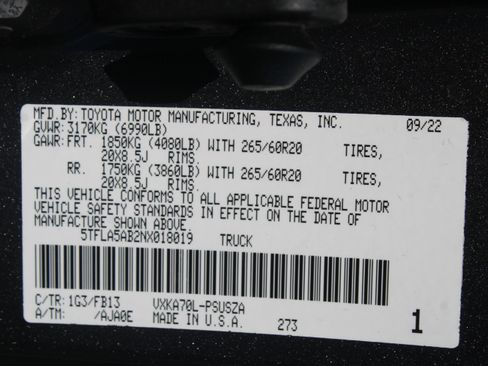 MFD.BY: TOYOTA MOTOR MANUFACTURING, TEXAS, INC. 09/22
GVWR: 3170KG (6990LB)
GAWR: FRT. 1850KG (4080LB) WITH 265/60R20 TIRES,
20X8.5J RIMS.
RR. 1750KG (3860LB) WITH 265/60R20 TIRES,
20X8.5J RIMS.
THIS VEHICLE CONFORMS TO ALL APPLICABLE FEDERAL MOTOR
VEHICLE SAFETY STANDARDS IN EFFECT ON THE DATE OF
MANUFACTURE SHOWN ABOVE.
5TFLA5AB2NX018019 TRUCK
C/TR: 1G3/FB13 VXKA70L-PSUSZA
A/TM: /AJA0E MADE IN U.S.A. 273 1